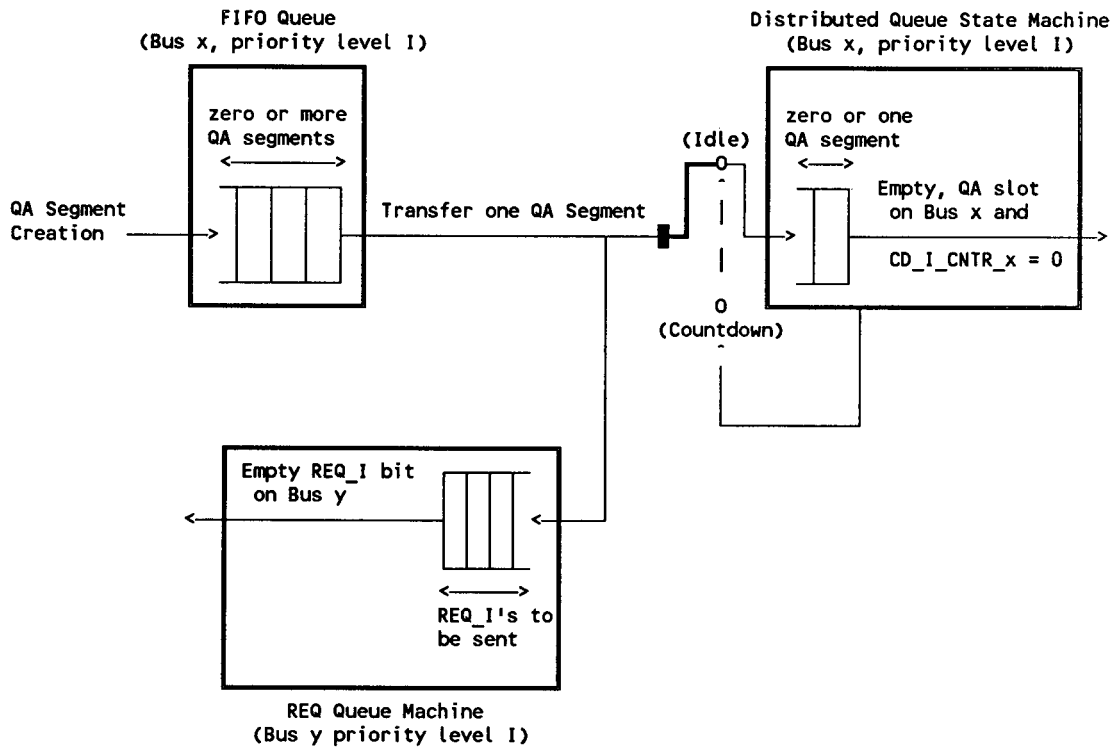 FIFO Queue
(Bus x, priority level I)
Distributed Queue State Machine
(Bus x, priority level I)
zero or more
QA segments
zero or one
QA segment
(Idle)
Empty, QA slot
on Bus x and
CD_I_CNTR_x = 0
QA Segment
Creation
Transfer one QA Segment
(Countdown)
Empty REQ_I bit
on Bus y
REQ_I's to
be sent
REQ Queue Machine
(Bus y priority level I)